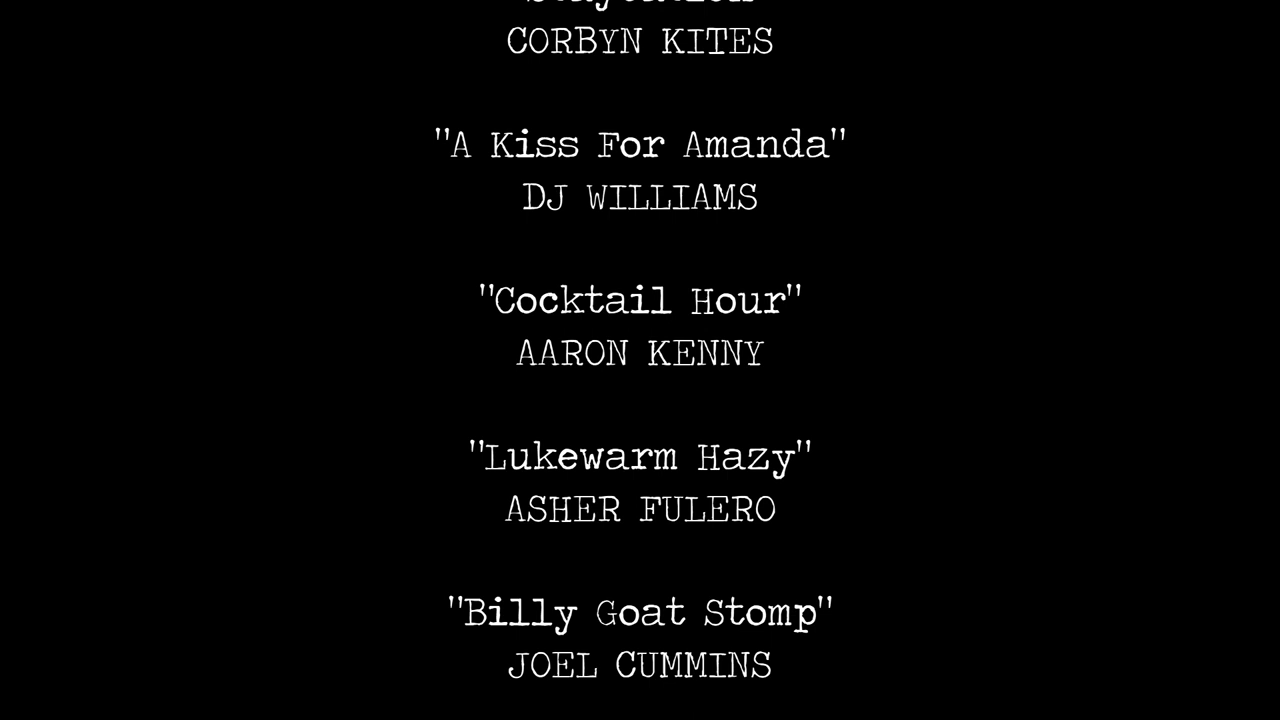 CORBYN KITES
"A Kiss For Amanda"
DJ WILLIAMS
"Cocktail Hour"
AARON KENNY
"Lukewarm Hazy"
ASHER FULERO
"Billy Goat Stomp"
JOEL CUMMINS